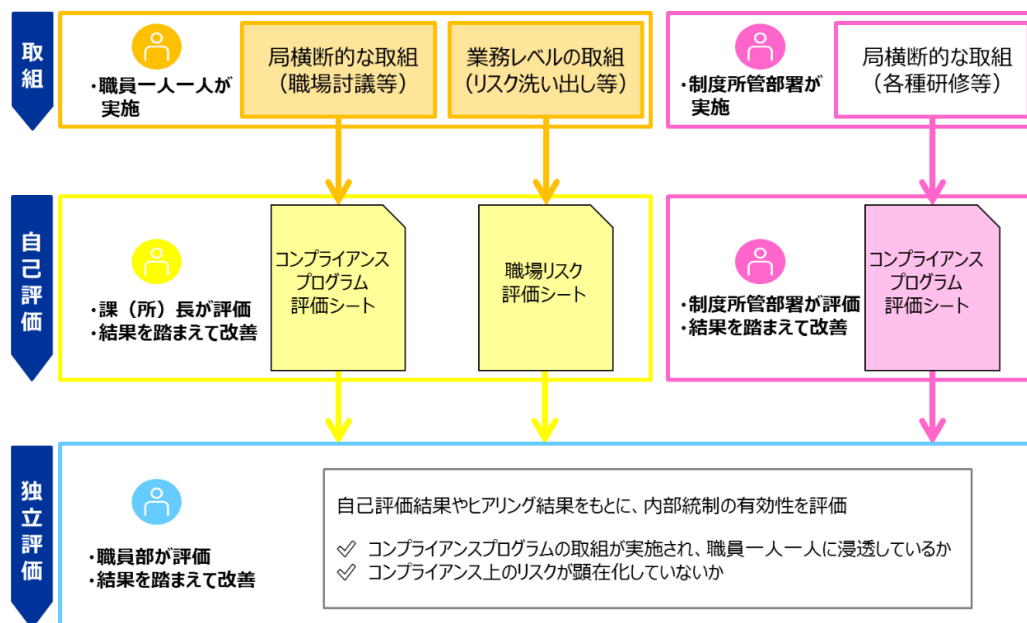 取組
・職員一人一人が
実施
局横断的な取組
(職場討議等)
業務レベルの取組
(リスク洗い出し等)
・制度所管部署が
実施
局横断的な取組
(各種研修等)
自己評価
・課（所）長が評価
・結果を踏まえて改善
コンプライアンス
プログラム
評価シート
職場リスク
評価シート
・制度所管部署が評価
・結果を踏まえて改善
コンプライアンス
プログラム
評価シート
独立評価
・職員部が評価
・結果を踏まえて改善
自己評価結果やヒアリング結果をもとに、内部統制の有効性を評価
✓ コンプライアンスプログラムの取組が実施され、職員一人一人に浸透しているか
✓ コンプライアンス上のリスクが顕在化していないか